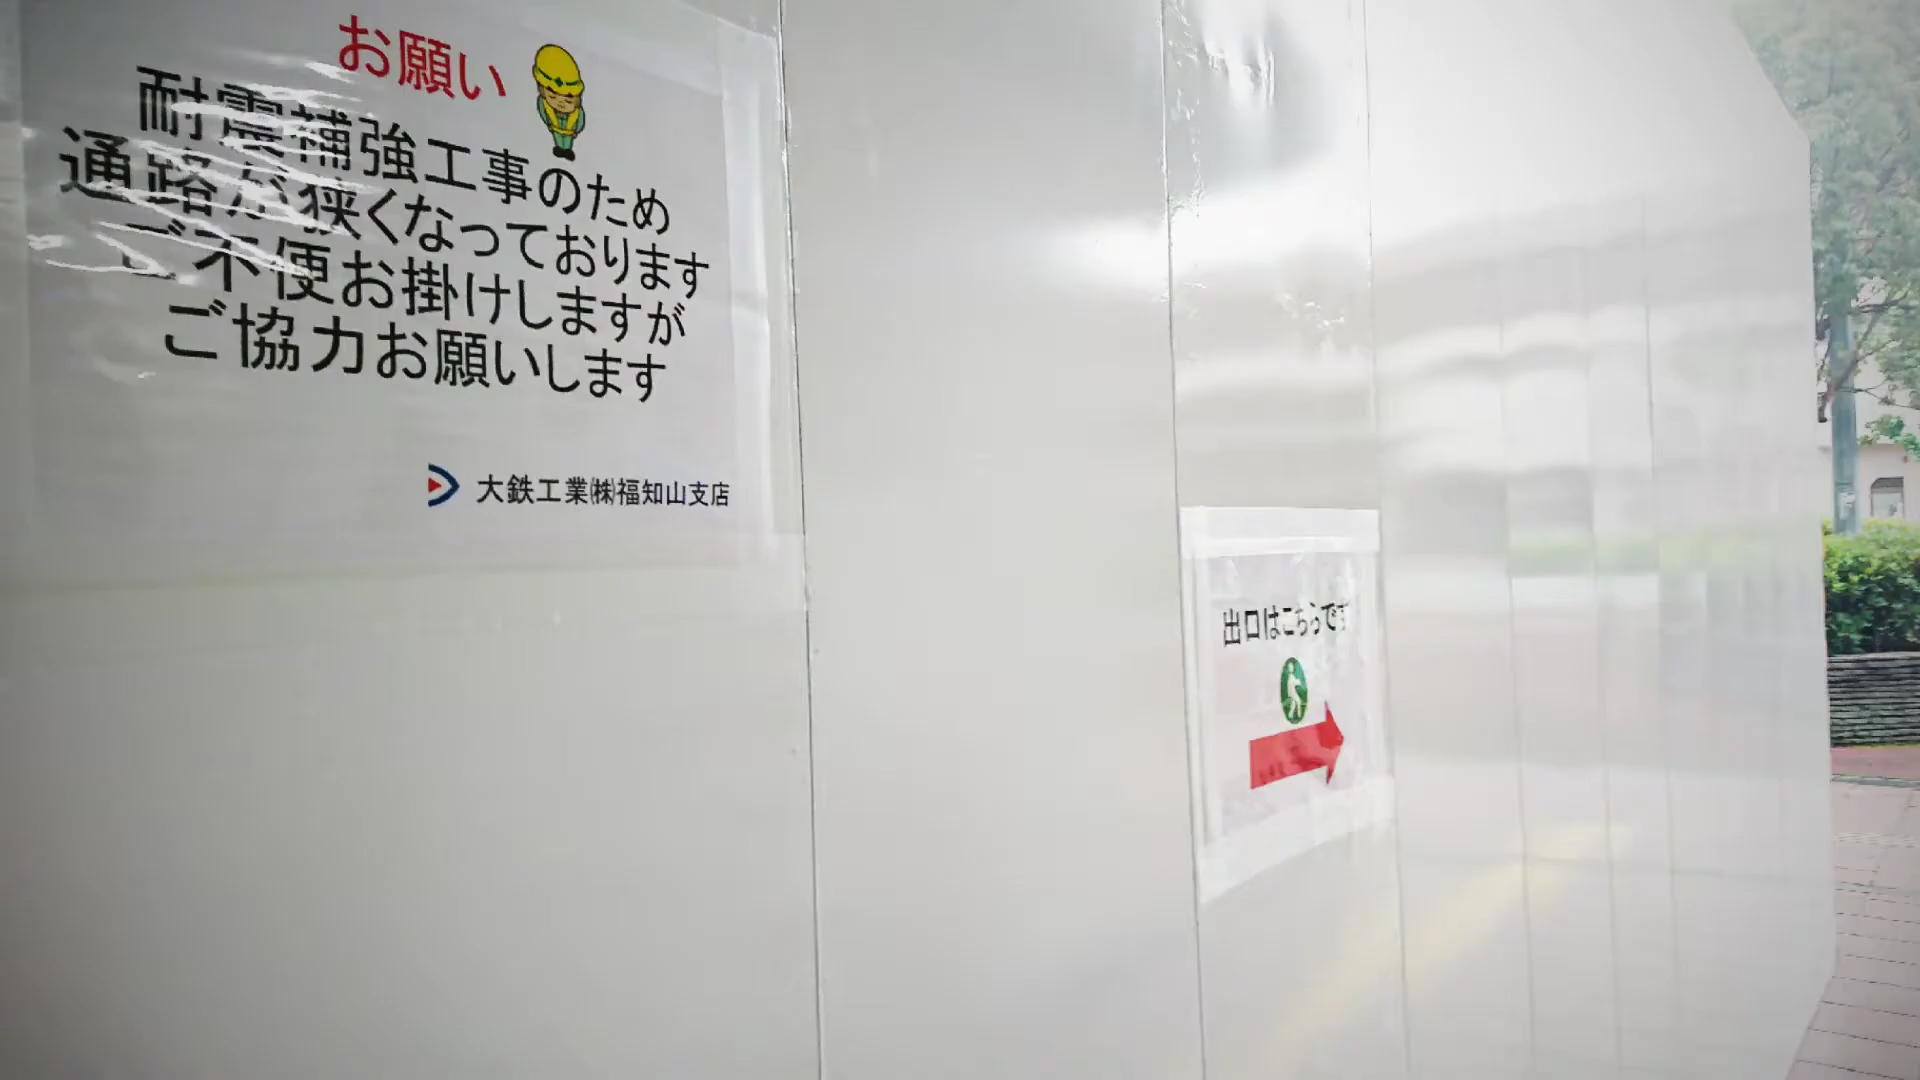 お願い
耐震補強工事のため
通路が狭くなっております
ご不便お掛けしますが
ご協力お願いします
大鉄工業㈱福知山支店
出口はこちらです